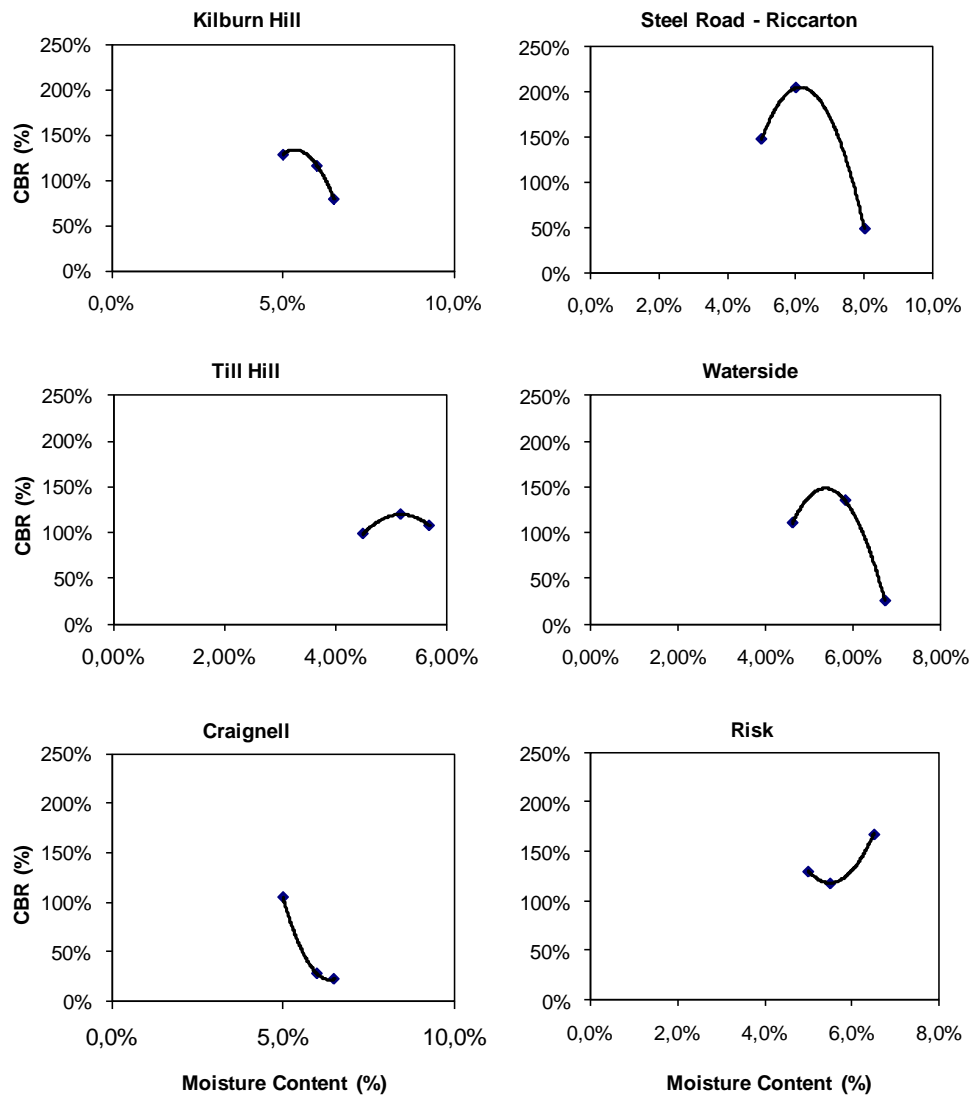 Kilburn Hill
250%
200%
150%
100%
50%
0%
CBR (%)
0,0% 5,0% 10,0%
Steel Road - Riccarton
250%
200%
150%
100%
50%
0%
0,0% 2,0% 4,0% 6,0% 8,0% 10,0%
Till Hill
250%
200%
150%
100%
50%
0%
CBR (%)
0,00% 2,00% 4,00% 6,00%
Waterside
250%
200%
150%
100%
50%
0%
0,00% 2,00% 4,00% 6,00% 8,00%
Craignell
250%
200%
150%
100%
50%
0%
CBR (%)
0,0% 5,0% 10,0%
Moisture Content (%)
Risk
250%
200%
150%
100%
50%
0%
0,0% 2,0% 4,0% 6,0% 8,0%
Moisture Content (%)